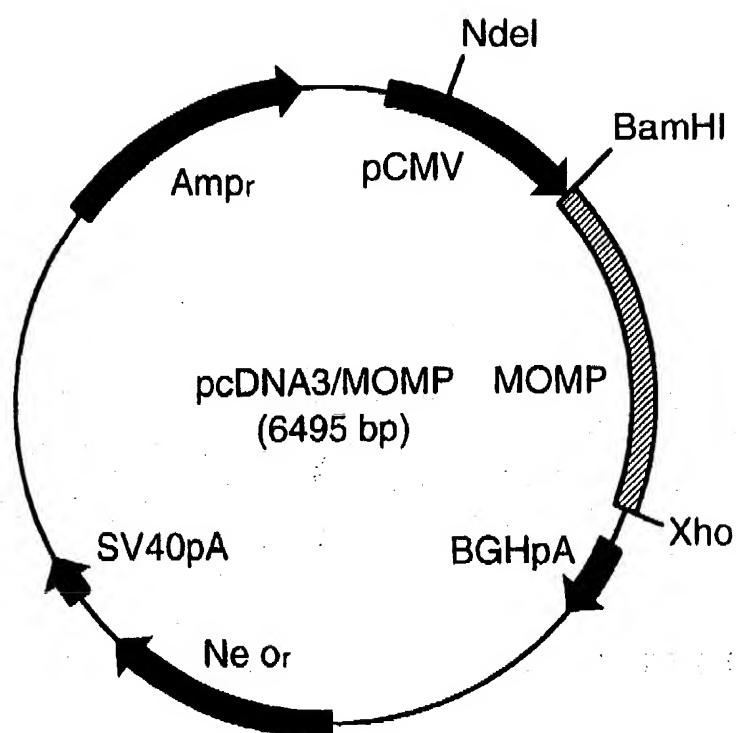 NdeI
BamHI
pCMV
Ampr
pcDNA3/MOMP
(6495 bp)
MOMP
Xho
BGHpA
SV40pA
Ne or